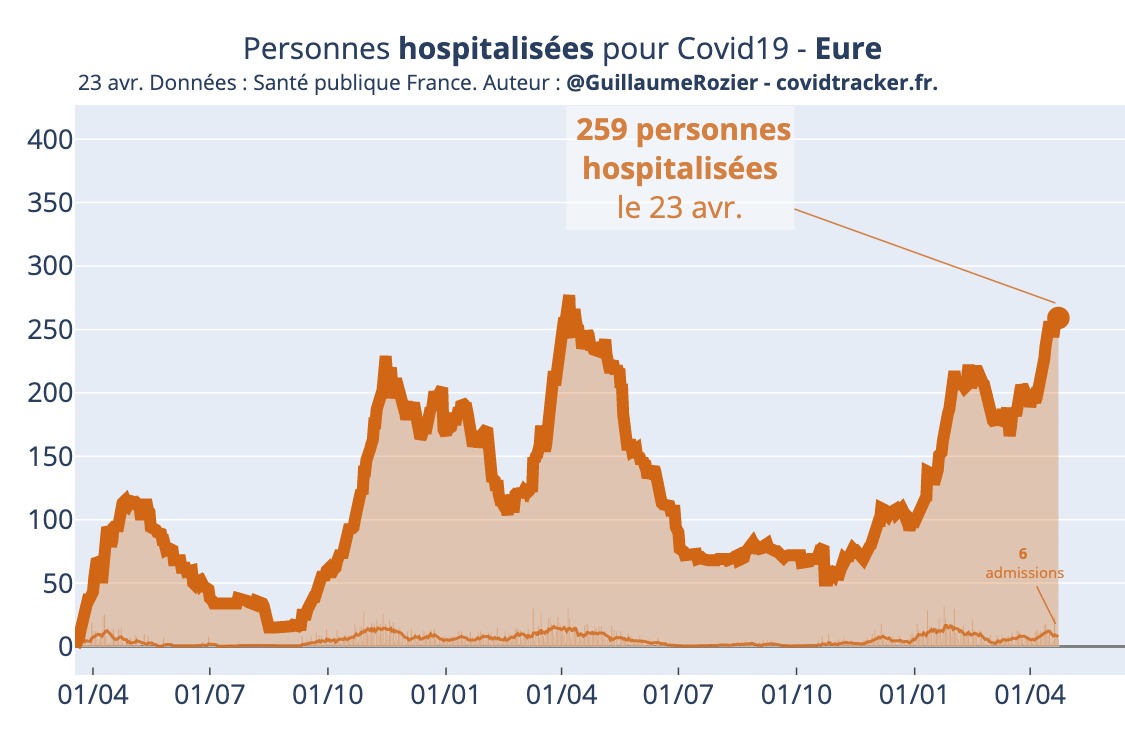 Personnes hospitalisées pour Covid19 - Eure
23 avr. Données : Santé publique France. Auteur : @GuillaumeRozier - covidtracker.fr.
259 personnes
hospitalisées
le 23 avr.
400
350
300
250
200
150
100
50
0
6
admissions
01/04 01/07 01/10 01/01 01/04 01/07 01/10 01/01 01/04